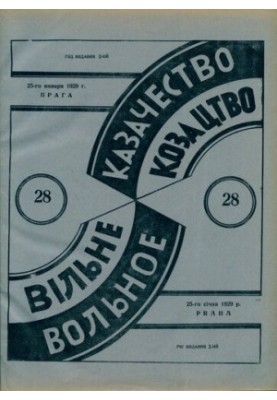 год издания 2-ой
25-го января 1929 г.
ПРАГА
КАЗАЧЕСТВО
КОЗАЦТВО
28
28
ВІЛЬНЕ
ВОЛЬНОЕ
25-го січня 1929 р.
PRAHA
рік видання 2-ий